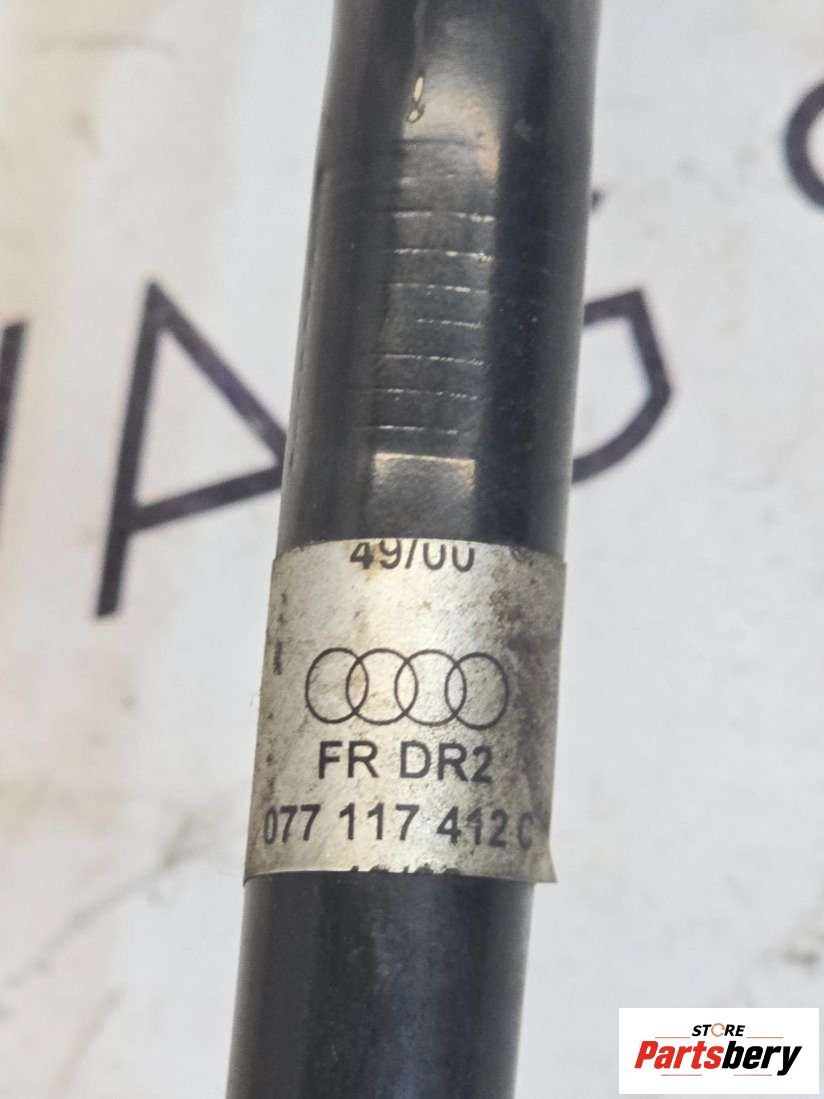 49/00
FR DR2
077 117 412 C
STORE
Partsbery